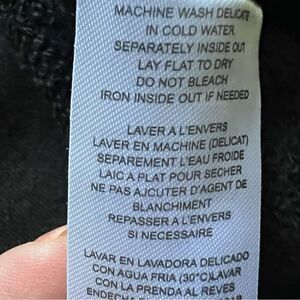 MACHINE WASH DELICATE
IN COLD WATER
SEPARATELY INSIDE OUT
LAY FLAT TO DRY
DO NOT BLEACH
IRON INSIDE OUT IF NEEDED
LAVER A L'ENVERS
LAVER EN MACHINE (DELICAT)
SEPAREMENT L'EAU FROIDE
LAIC A PLAT POUR SECHER
NE PAS AJCUTER D'AGENT DE
BLANCHIMENT
REPASSER A L'ENVERS
SI NECESSAIRE
LAVAR EN LAVADORA DELICADO
CON AGUA FRIA (30°C)LAVAR
CON LA PRENDA AL REVES